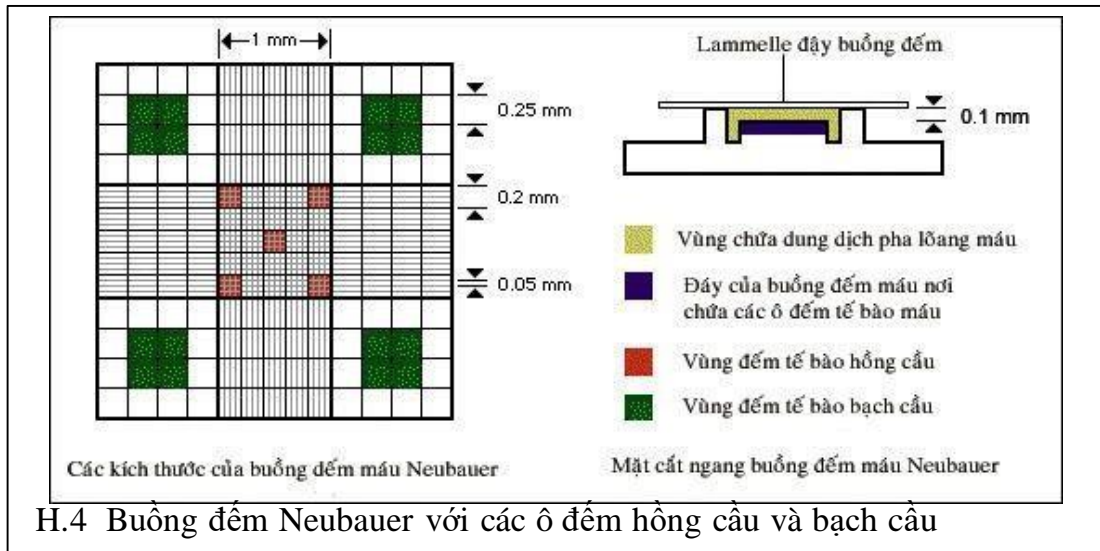 1 mm
0.25 mm
0.2 mm
0.05 mm
Các kích thước của buồng dếm máu Neubauer
Lammelle đậy buồng đếm
0.1 mm
Vùng chứa dung dịch pha lõang máu
Đáy của buồng đếm máu nơi
chứa các ô đếm tế bào máu
Vùng đếm tế bào hồng cầu
Vùng đếm tế bào bạch cầu
Mặt cắt ngang buồng đếm máu Neubauer
H.4 Buồng đếm Neubauer với các ô đếm hồng cầu và bạch cầu